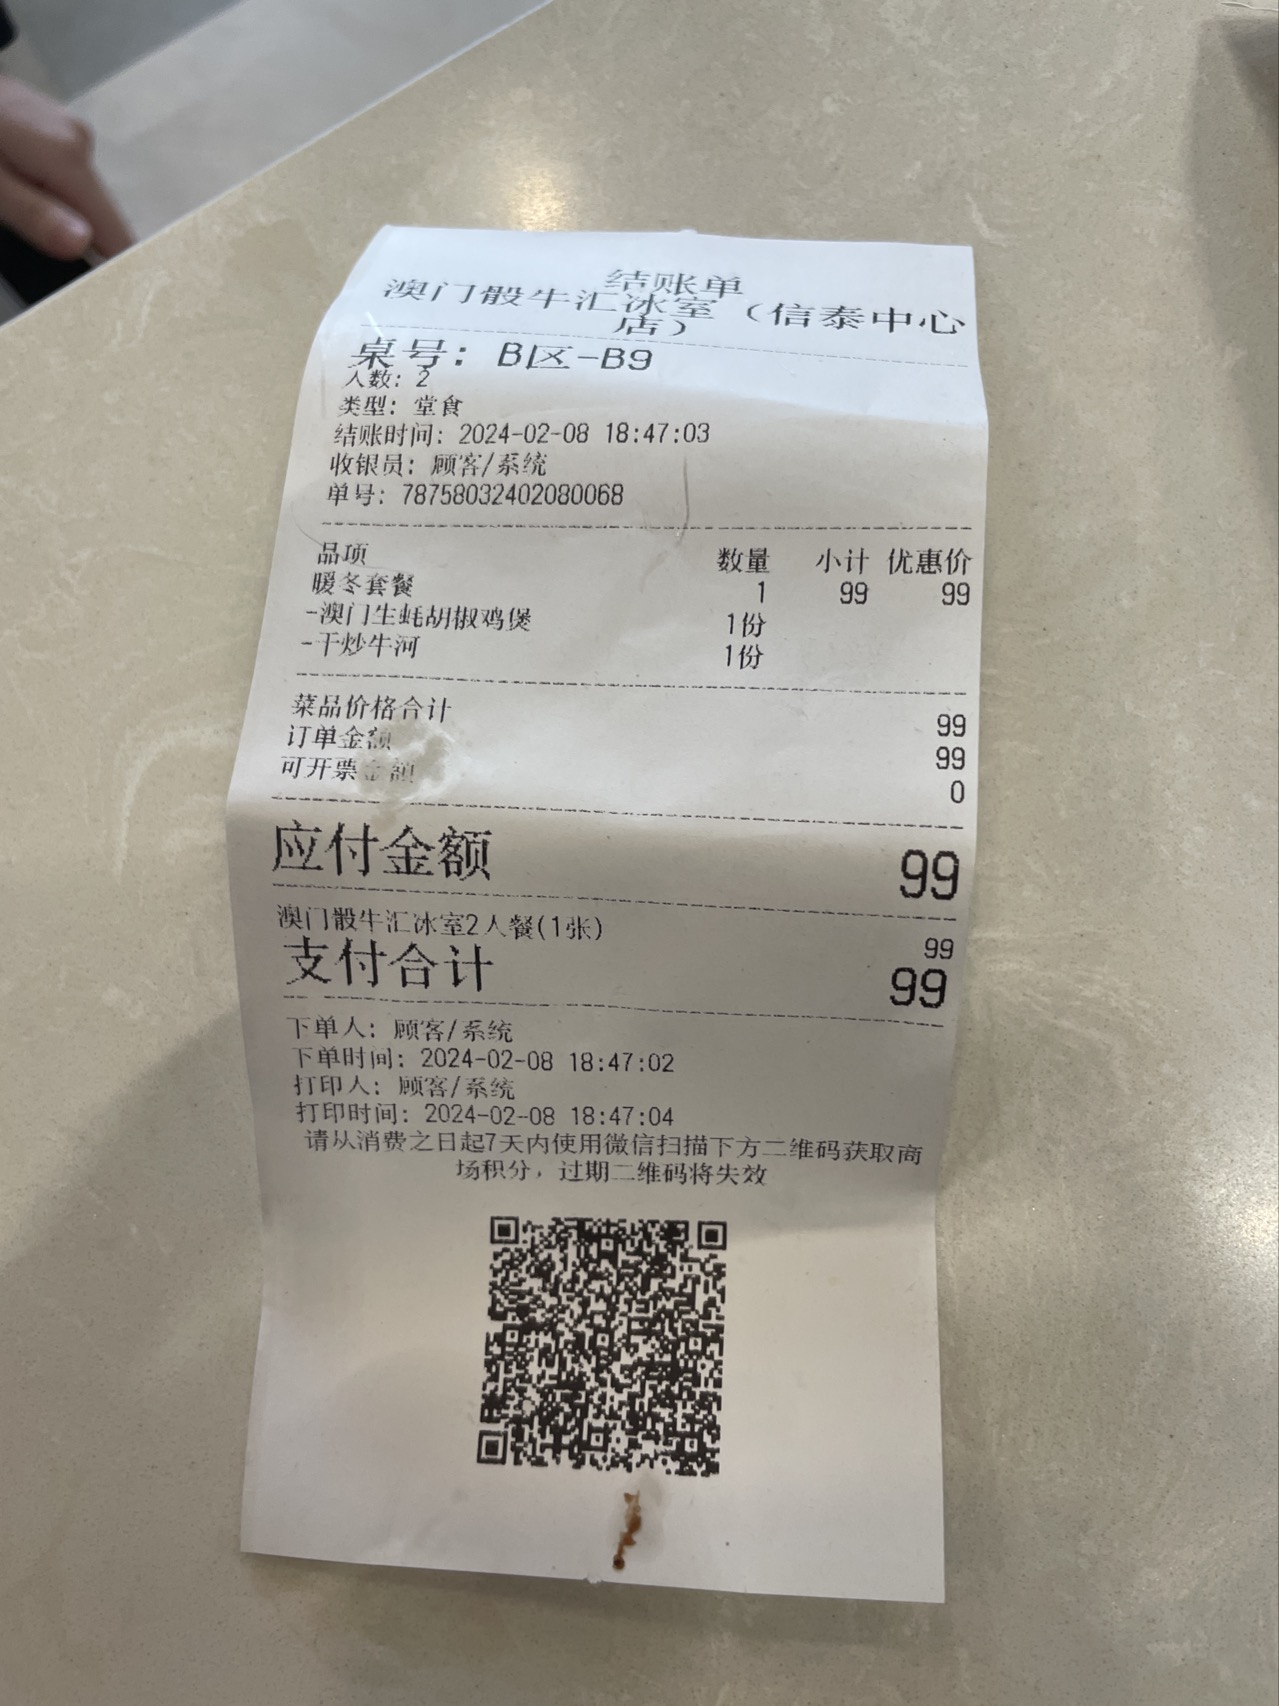 结账单
澳门骰牛汇冰室（信泰中心
店）
桌号: B区-B9
人数: 2
类型: 堂食
结账时间: 2024-02-08 18:47:03
收银员: 顾客/系统
单号: 78758032402080068
品项 数量 小计 优惠价
暖冬套餐 1 99 99
-澳门生蚝胡椒鸡煲 1份
-干炒牛河 1份
菜品价格合计 99
订单金额 99
可开票金额 0
应付金额 99
澳门骰牛汇冰室2人餐(1张) 99
支付合计 99
下单人: 顾客/系统
下单时间: 2024-02-08 18:47:02
打印人: 顾客/系统
打印时间: 2024-02-08 18:47:04
请从消费之日起7天内使用微信扫描下方二维码获取商
场积分，过期二维码将失效